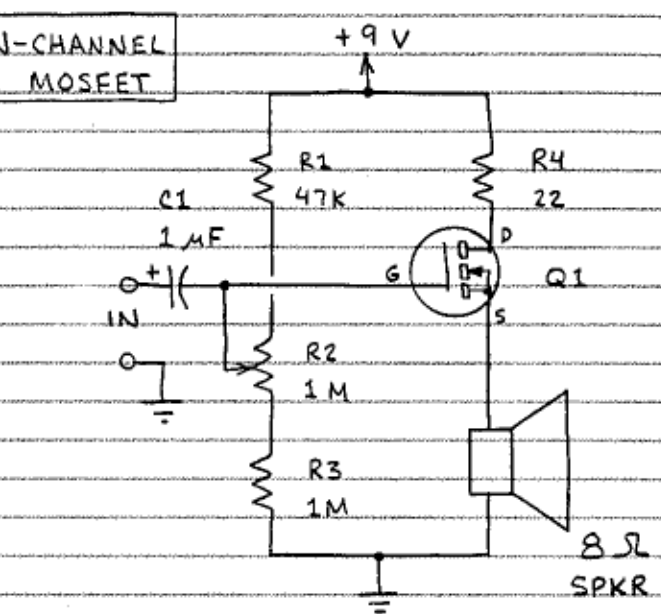 N-CHANNEL
MOSFET
+9 V
R1
47K
R4
22
C1
1 µF
+
IN
G
D
S
Q1
R2
1 M
R3
1M
8 Ω
SPKR